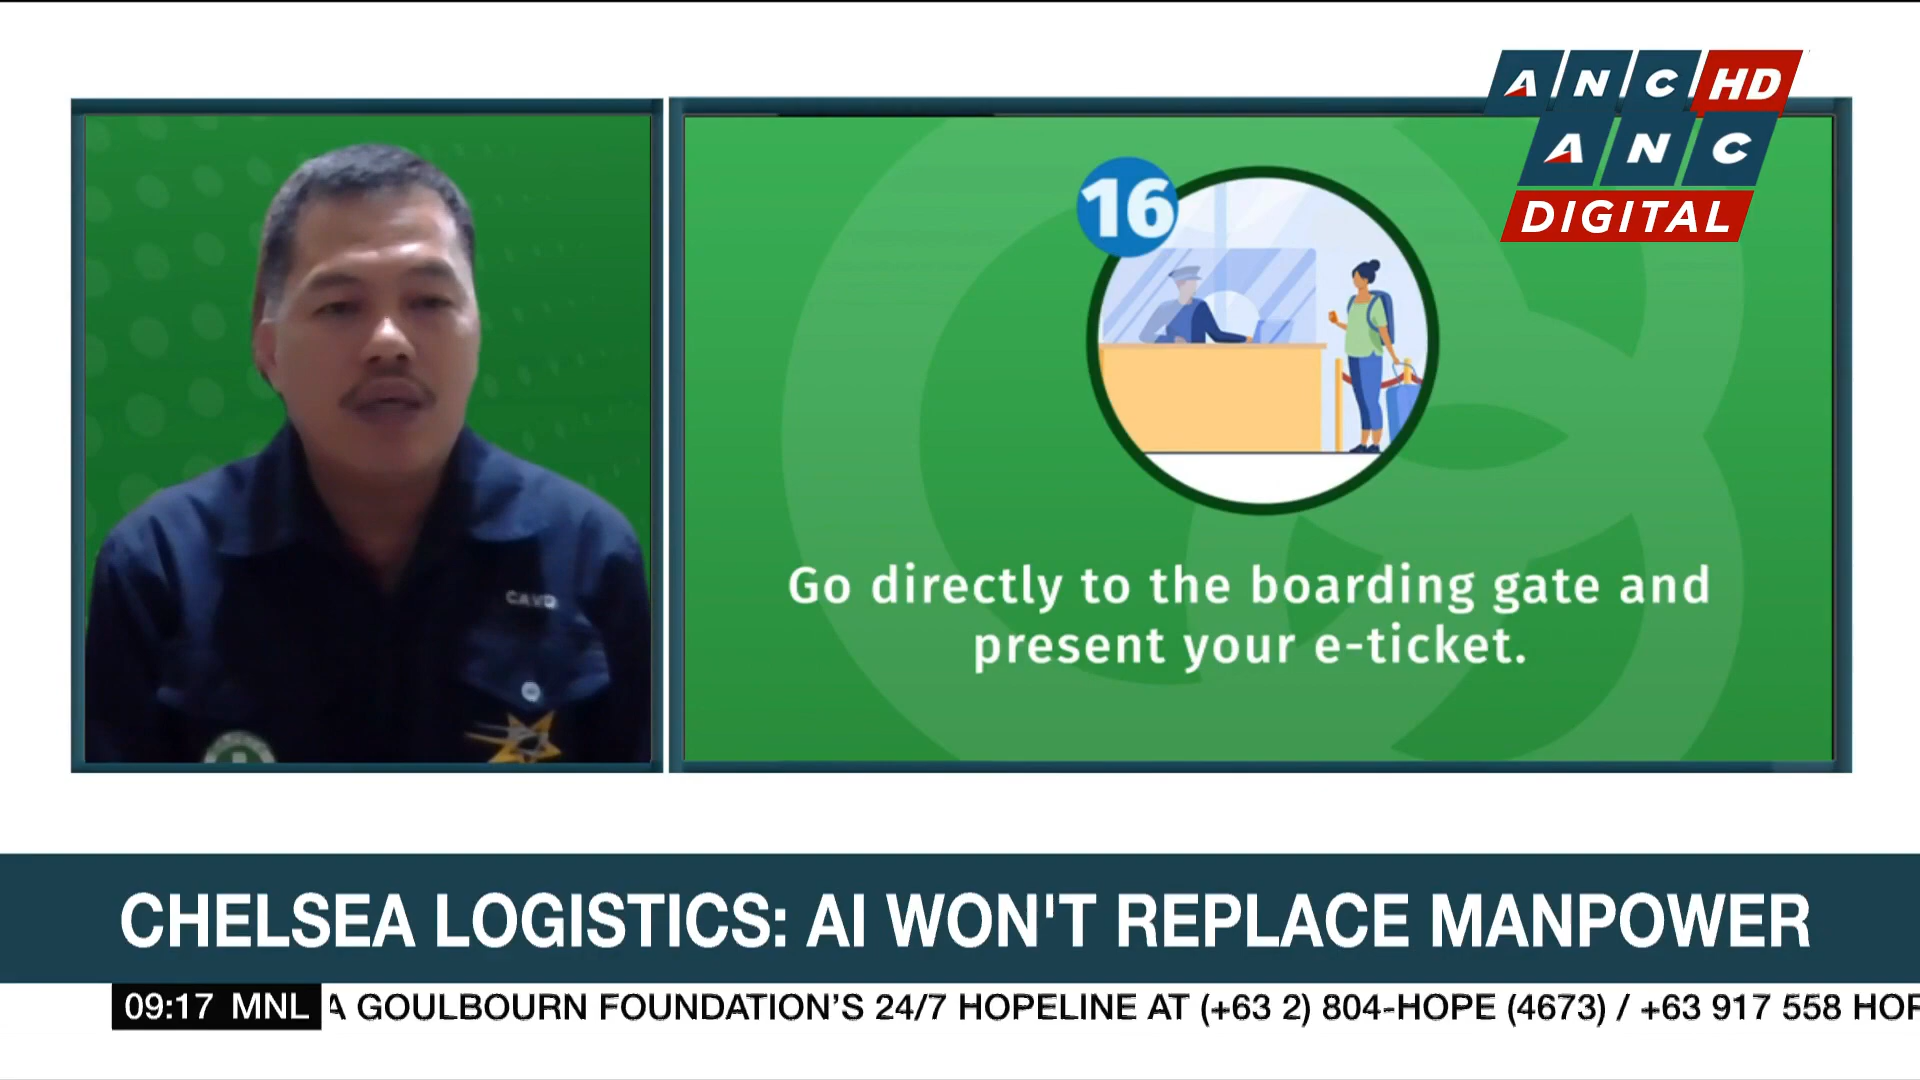 ANC HD
ANC
DIGITAL
16
Go directly to the boarding gate and
present your e-ticket.
CHELSEA LOGISTICS: AI WON'T REPLACE MANPOWER
09:17 MNL
A GOULBOURN FOUNDATION’S 24/7 HOPELINE AT (+63 2) 804-HOPE (4673) / +63 917 558 HOP